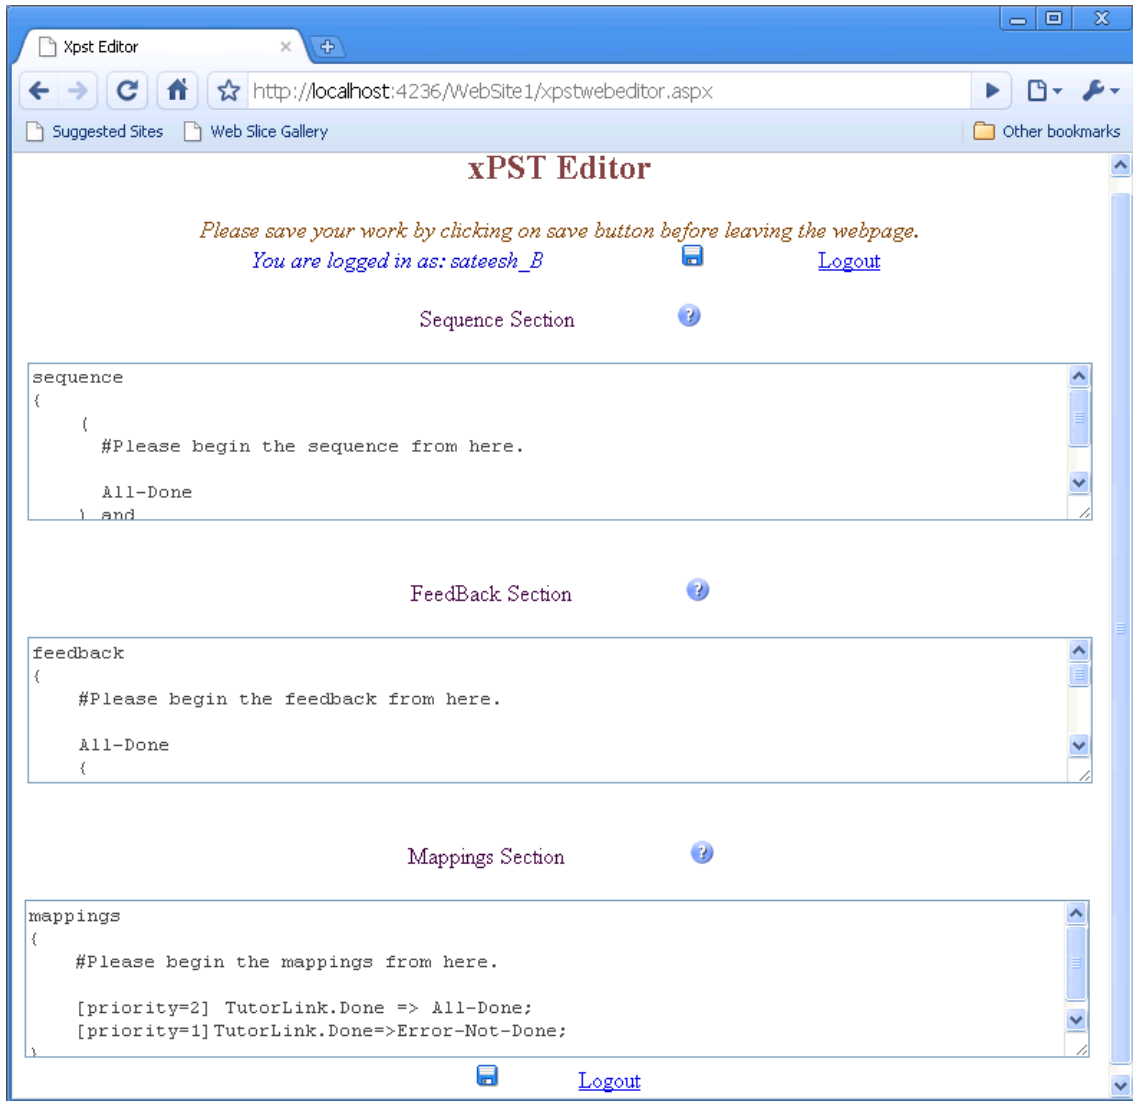 Xpst Editor
http://localhost:4236/WebSite1/xpstwebeditor.aspx
Suggested Sites Web Slice Gallery Other bookmarks
xPST Editor
Please save your work by clicking on save button before leaving the webpage.
You are logged in as: sateesh_B Logout
Sequence Section
sequence
{
(
#Please begin the sequence from here.
All-Done
) and
FeedBack Section
feedback
{
#Please begin the feedback from here.
All-Done
{
Mappings Section
mappings
{
#Please begin the mappings from here.
[priority=2] TutorLink.Done => All-Done;
[priority=1]TutorLink.Done=>Error-Not-Done;
}
Logout